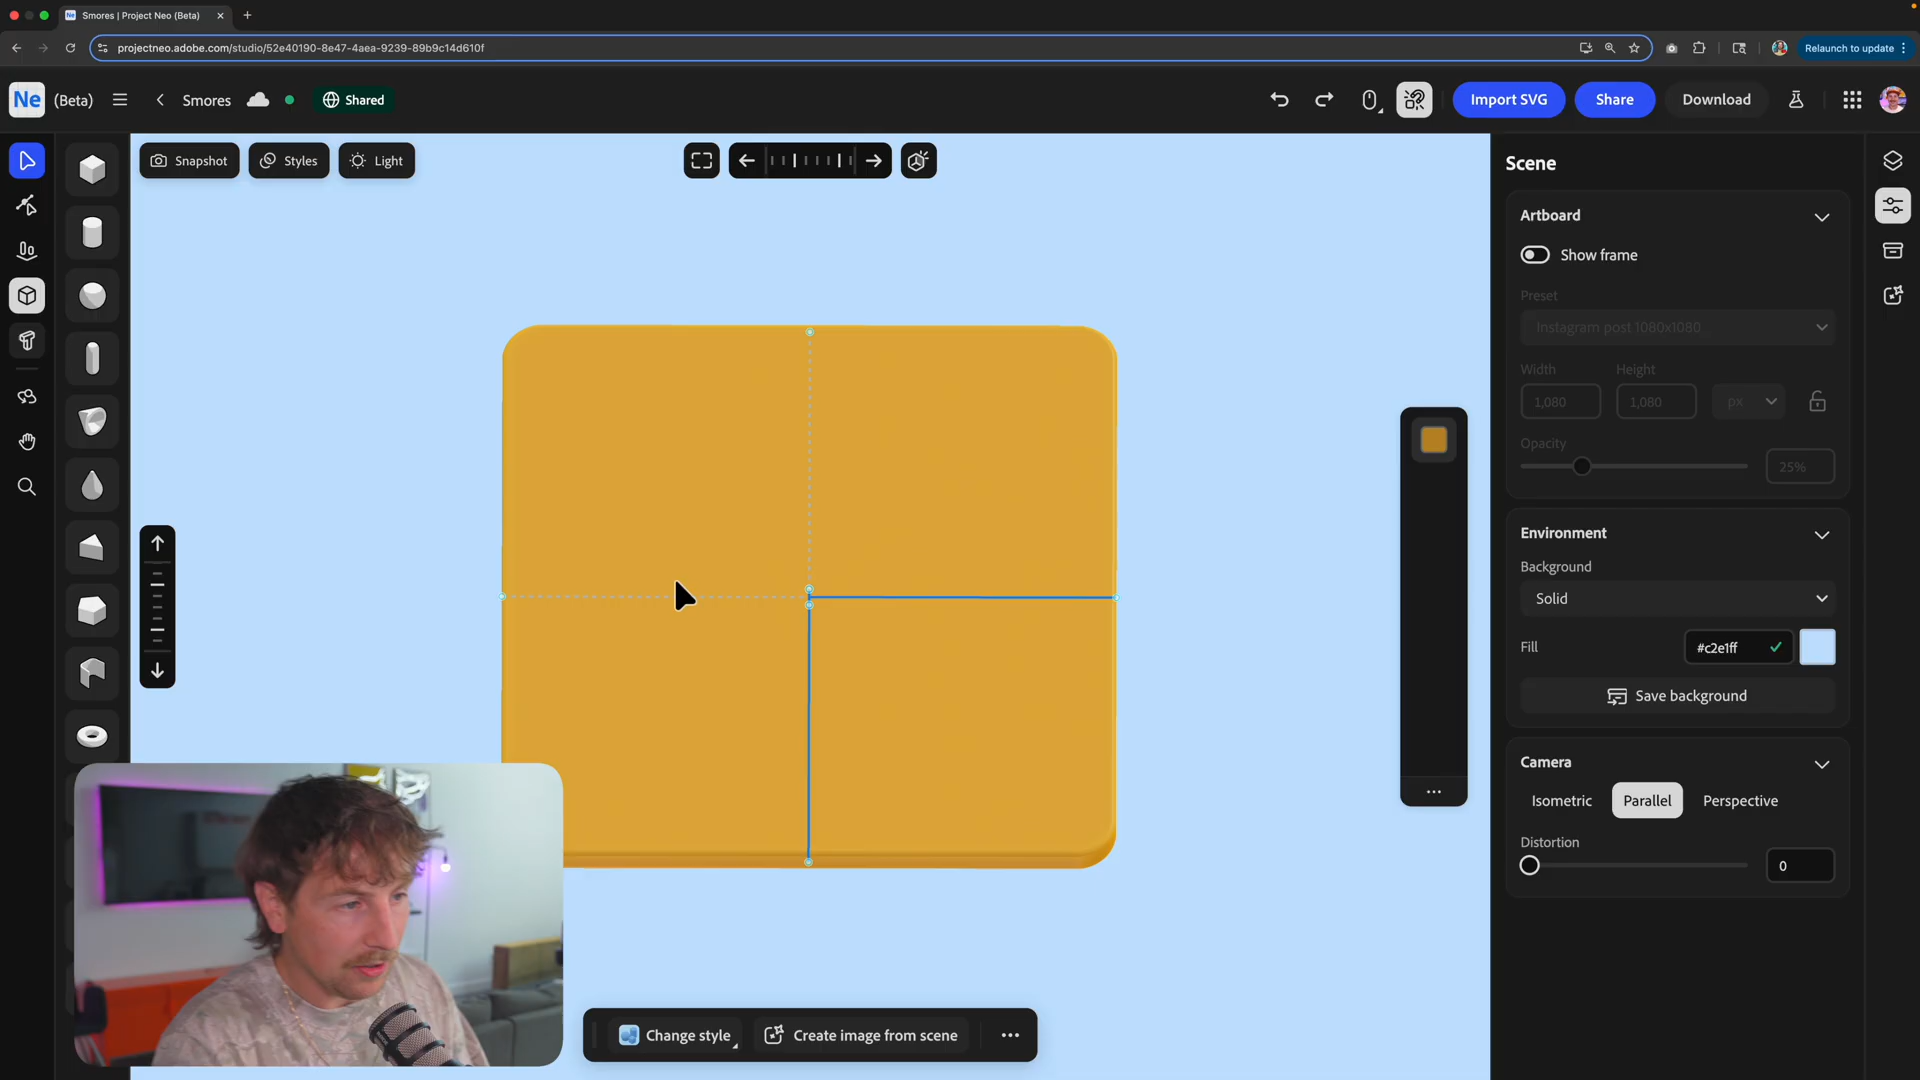 Ne Smores | Project Neo (Beta)
projectneo.adobe.com/studio/52e40190-8e47-4aea-9239-89b9c14d610f
Relaunch to update
Ne (Beta) Smores Shared Import SVG Share Download
Snapshot Styles Light
Scene
Artboard
Show frame
Preset
Instagram post 1080x1080
Width Height
1,080 1,080 px
Opacity
25%
Environment
Background
Solid
Fill #c2e1ff
Save background
Camera
Isometric Parallel Perspective
Distortion
0
Change style Create image from scene